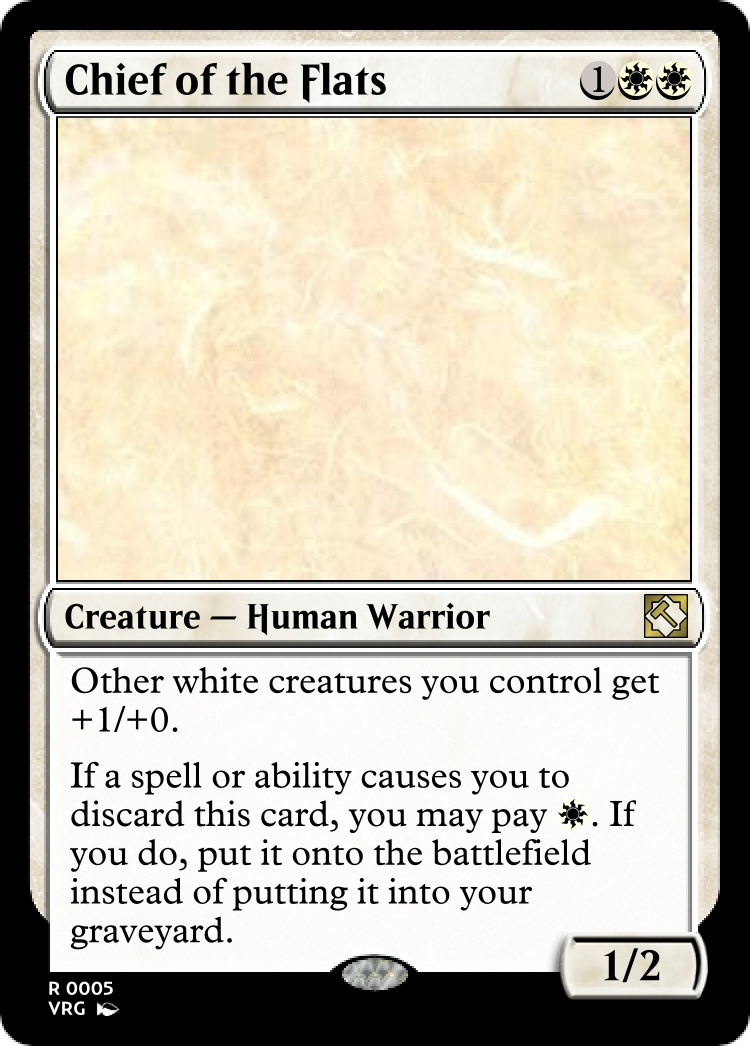 Chief of the Flats 1
Creature — Human Warrior
Other white creatures you control get
+1/+0.
If a spell or ability causes you to
discard this card, you may pay . If
you do, put it onto the battlefield
instead of putting it into your
graveyard.
1/2
R 0005
VRG